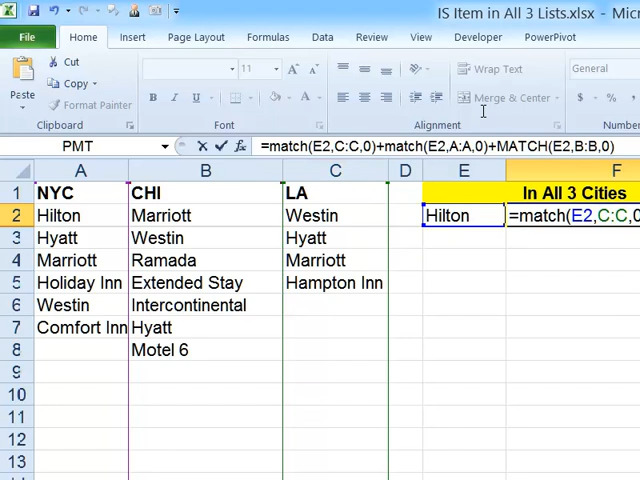 IS Item in All 3 Lists.xlsx - Micro
File Home Insert Page Layout Formulas Data Review View Developer PowerPivot
Paste Cut Copy Format Painter Clipboard
11 A A B I U A Font
Wrap Text Merge & Center Alignment
General $ % Number
PMT =match(E2,C:C,0)+match(E2,A:A,0)+MATCH(E2,B:B,0)
A B C D E F
1 NYC CHI LA In All 3 Cities
2 Hilton Marriott Westin Hilton =match(E2,C:C,0
3 Hyatt Westin Hyatt
4 Marriott Ramada Marriott
5 Holiday Inn Extended Stay Hampton Inn
6 Westin Intercontinental
7 Comfort Inn Hyatt
8 Motel 6
9
10
11
12
13